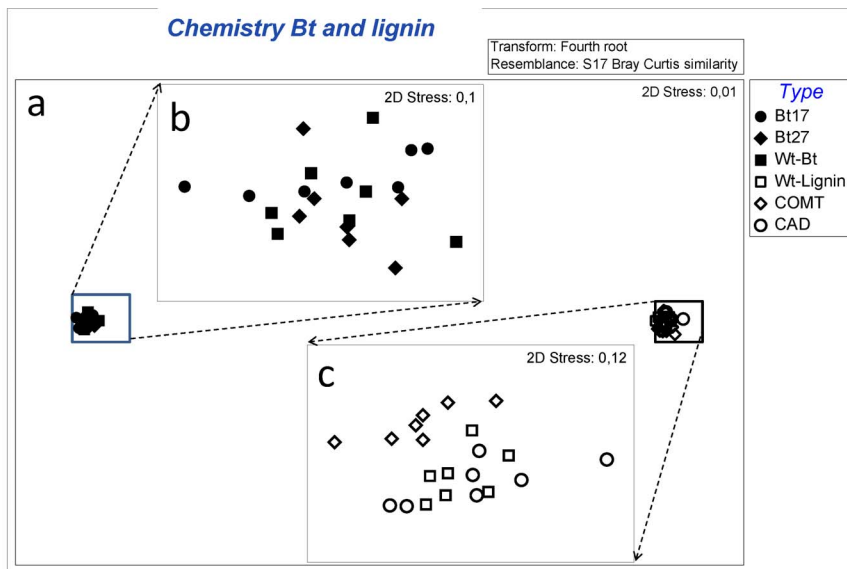 Chemistry Bt and lignin
Transform: Fourth root
Resemblance: S17 Bray Curtis similarity
a
2D Stress: 0,01
b
2D Stress: 0,1
c
2D Stress: 0,12
Type
Bt17
Bt27
Wt-Bt
Wt-Lignin
COMT
CAD